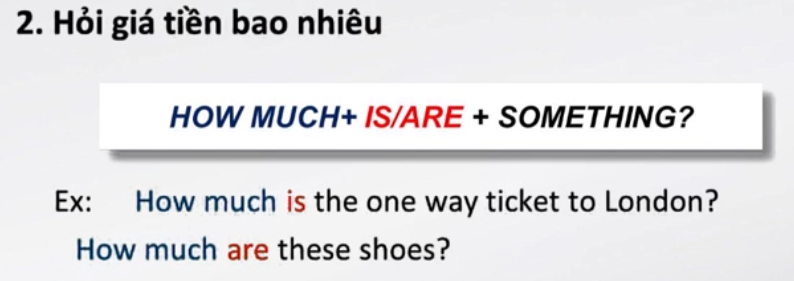 2. Hỏi giá tiền bao nhiêu
HOW MUCH+ IS/ARE + SOMETHING?
Ex: How much is the one way ticket to London?
How much are these shoes?